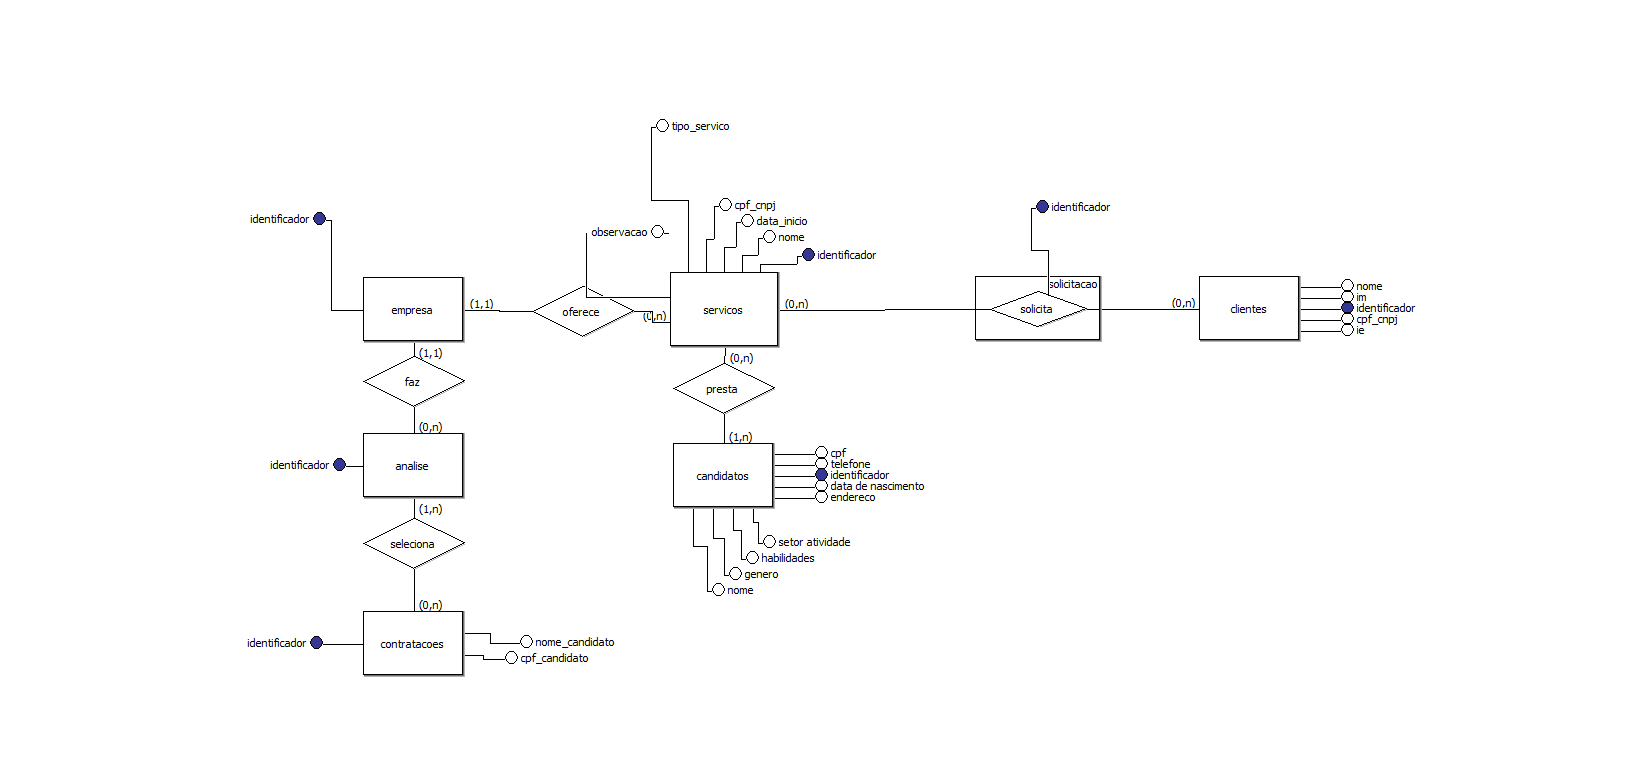 tipo_servico
cpf_cnpj
identificador
identificador
data_inicio
observacao
nome
identificador
solicitacao
nome
im
identificador
cpf_cnpj
ie
empresa
(1,1)
oferece
(0,n)
servicos
(0,n)
solicita
(0,n)
clientes
(1,1)
(0,n)
faz
presta
(0,n)
(1,n)
identificador
analise
candidatos
cpf
telefone
identificador
data de nascimento
endereco
(1,n)
seleciona
setor atividade
habilidades
genero
nome
(0,n)
identificador
contratacoes
nome_candidato
cpf_candidato